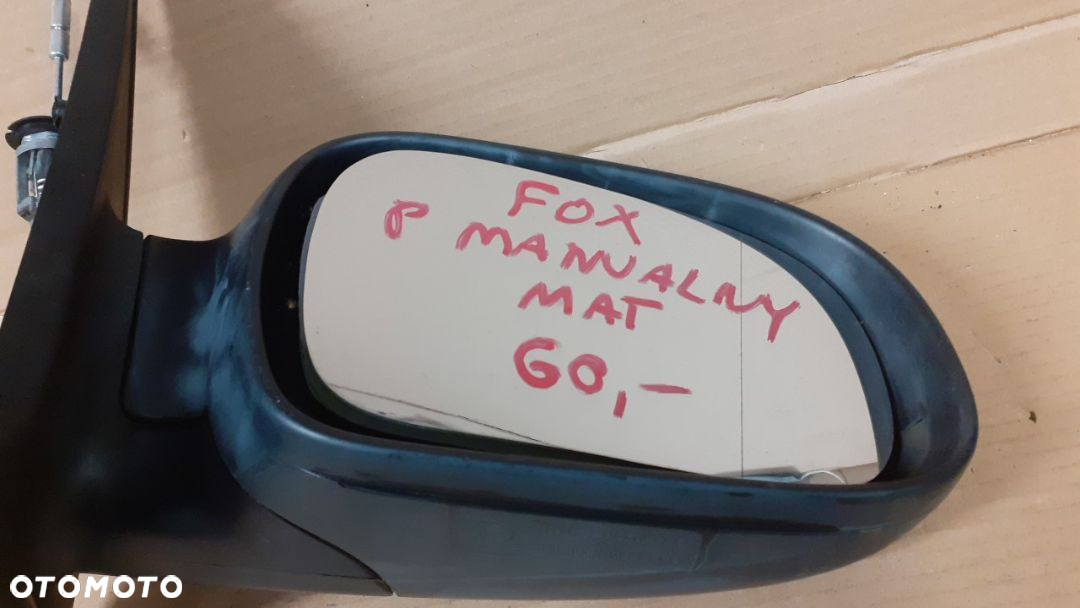 FOX
P MANUALNY
MAT
60,-
OTOMOTO